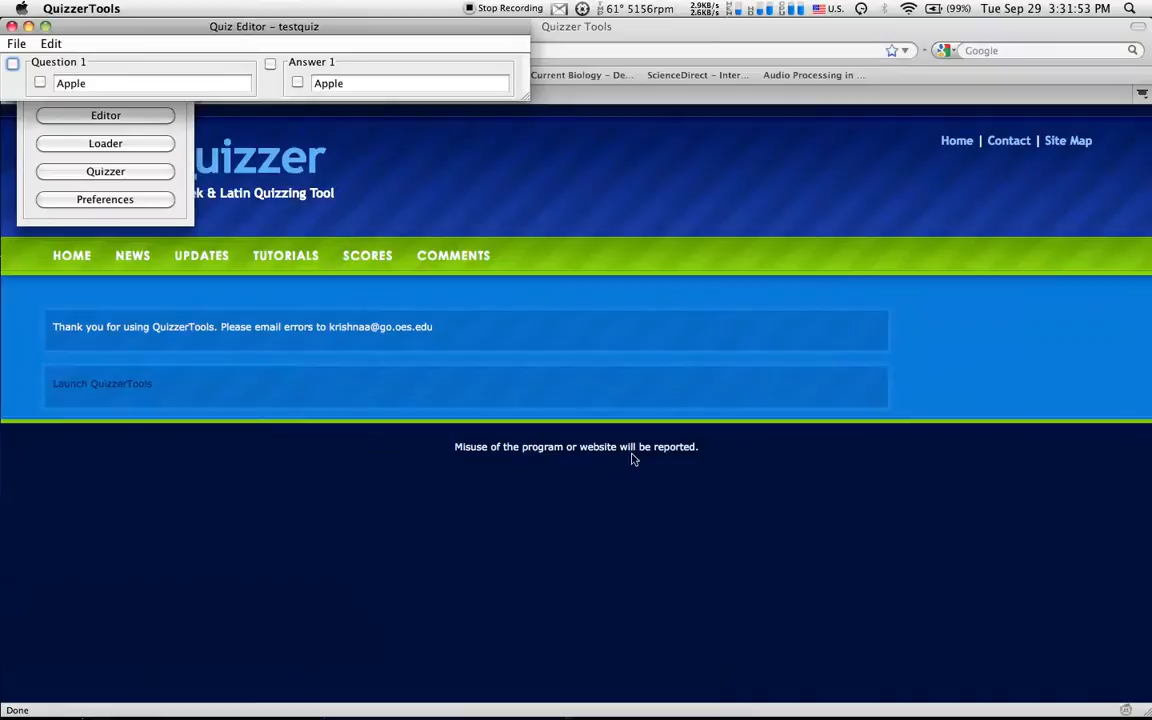 QuizzerTools
Stop Recording
61° 5156rpm
2.9KB/s
2.6KB/s
U.S.
(99%)
Tue Sep 29 3:31:53 PM
Quiz Editor – testquiz
Quizzer Tools
File Edit
Google
Question 1
Answer 1
Apple
Apple
Current Biology – De...
ScienceDirect – Inter...
Audio Processing in ...
Editor
Loader
Quizzer
Preferences
uizzer
k & Latin Quizzing Tool
Home | Contact | Site Map
HOME NEWS UPDATES TUTORIALS SCORES COMMENTS
Thank you for using QuizzerTools. Please email errors to krishnaa@go.oes.edu
Launch QuizzerTools
Misuse of the program or website will be reported.
Done